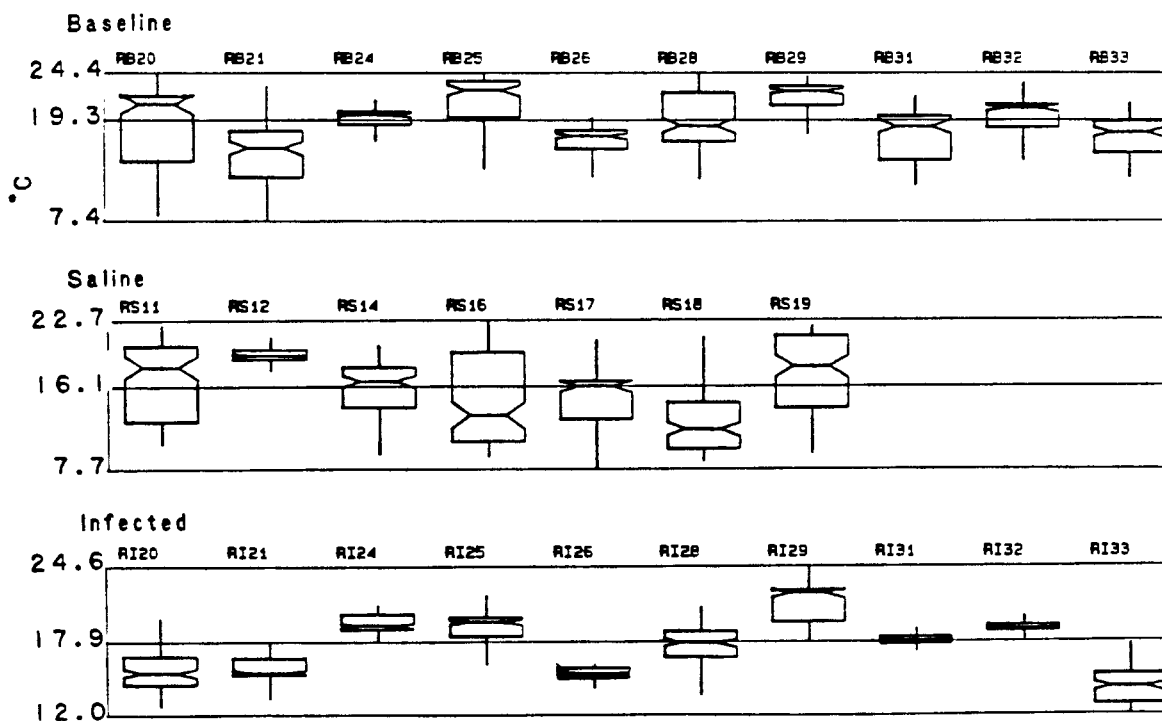 Baseline
RB20 RB21 RB24 RB25 RB26 RB28 RB29 RB31 RB32 RB33
24.4
19.3
°C
7.4
Saline
RS11 RS12 RS14 RS16 RS17 RS18 RS19
22.7
16.1
7.7
Infected
RI20 RI21 RI24 RI25 RI26 RI28 RI29 RI31 RI32 RI33
24.6
17.9
12.0